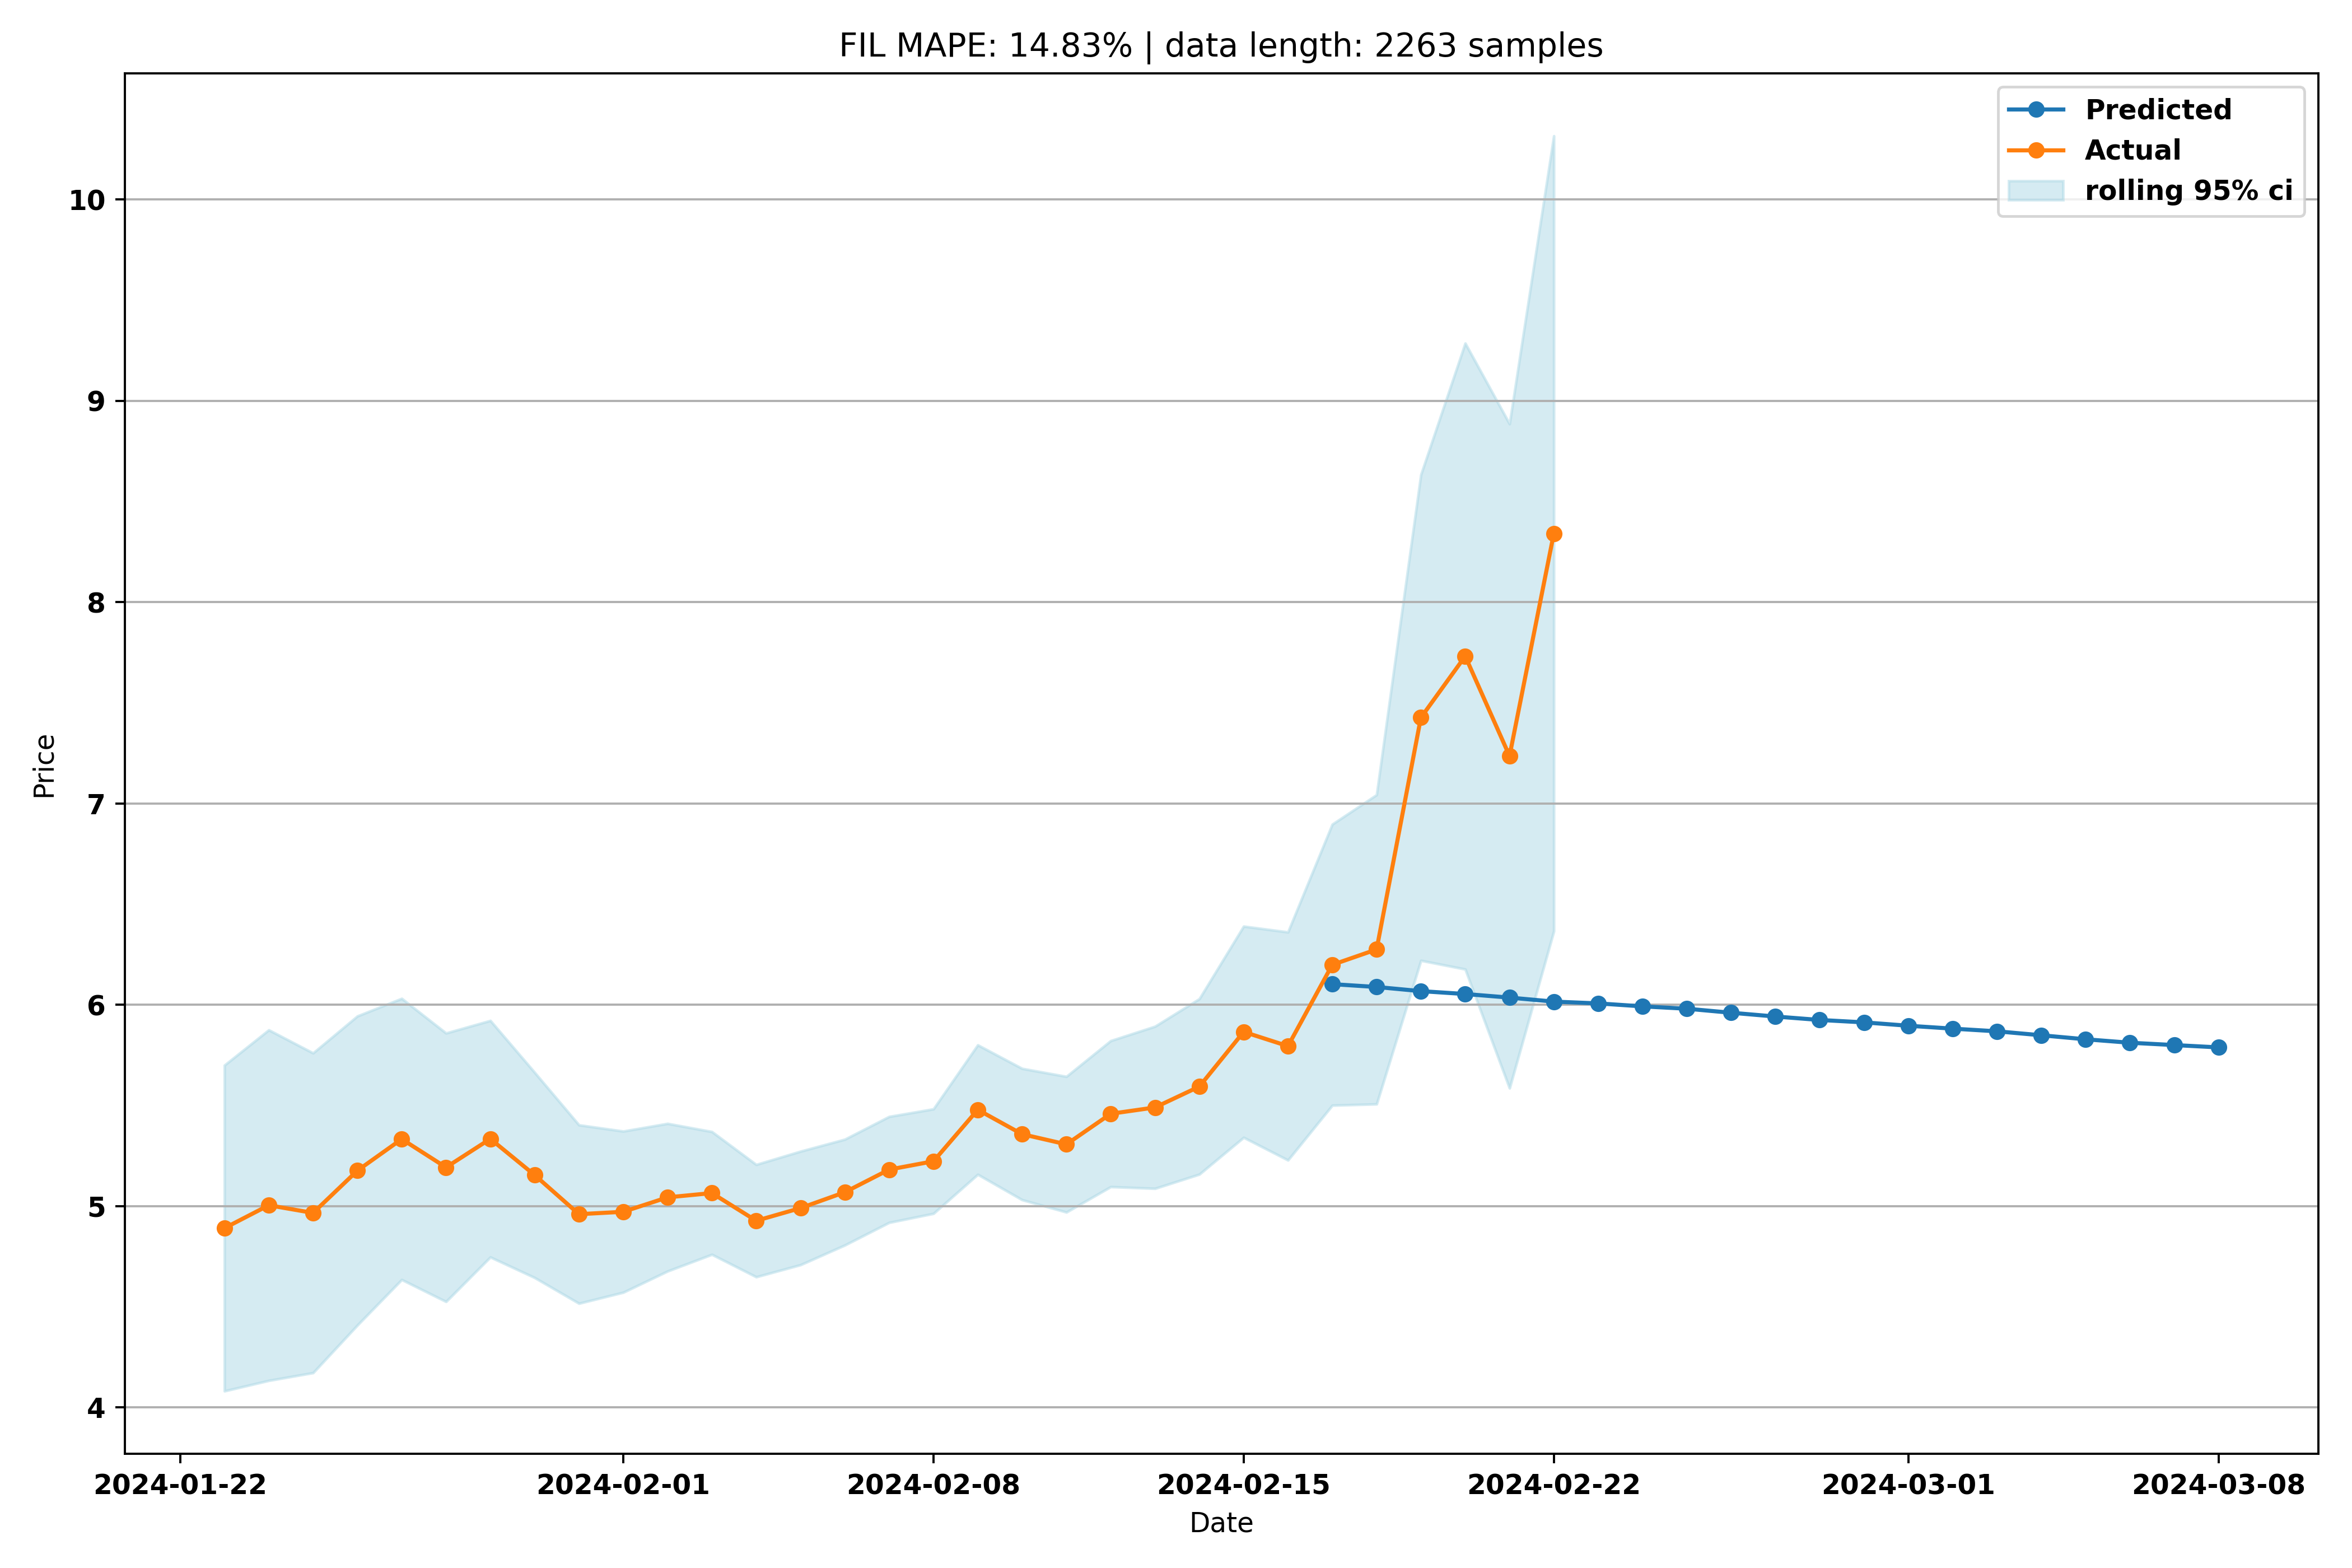 FIL MAPE: 14.83% | data length: 2263 samples
Predicted
Actual
rolling 95% ci
10
9
8
7
6
5
4
Price
2024-01-22
2024-02-01
2024-02-08
2024-02-15
2024-02-22
2024-03-01
2024-03-08
Date